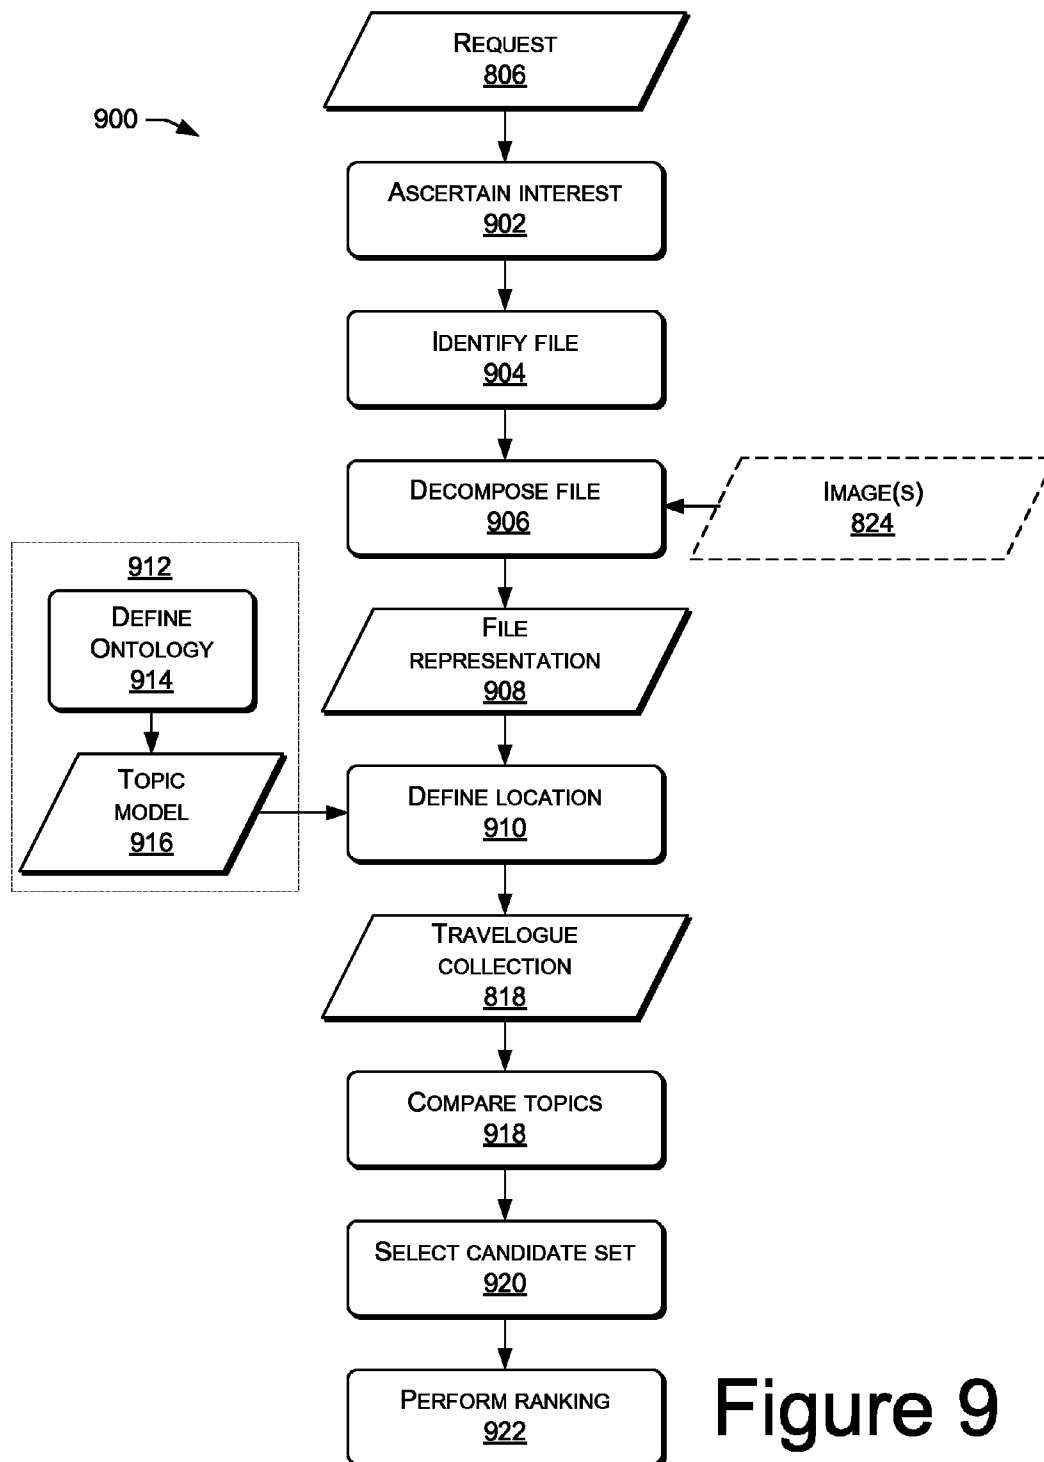 REQUEST
806
900
ASCERTAIN INTEREST
902
IDENTIFY FILE
904
DECOMPOSE FILE
906
IMAGE(S)
824
912
DEFINE
ONTOLOGY
914
FILE
REPRESENTATION
908
TOPIC
MODEL
916
DEFINE LOCATION
910
TRAVELOGUE
COLLECTION
818
COMPARE TOPICS
918
SELECT CANDIDATE SET
920
PERFORM RANKING
922
Figure 9